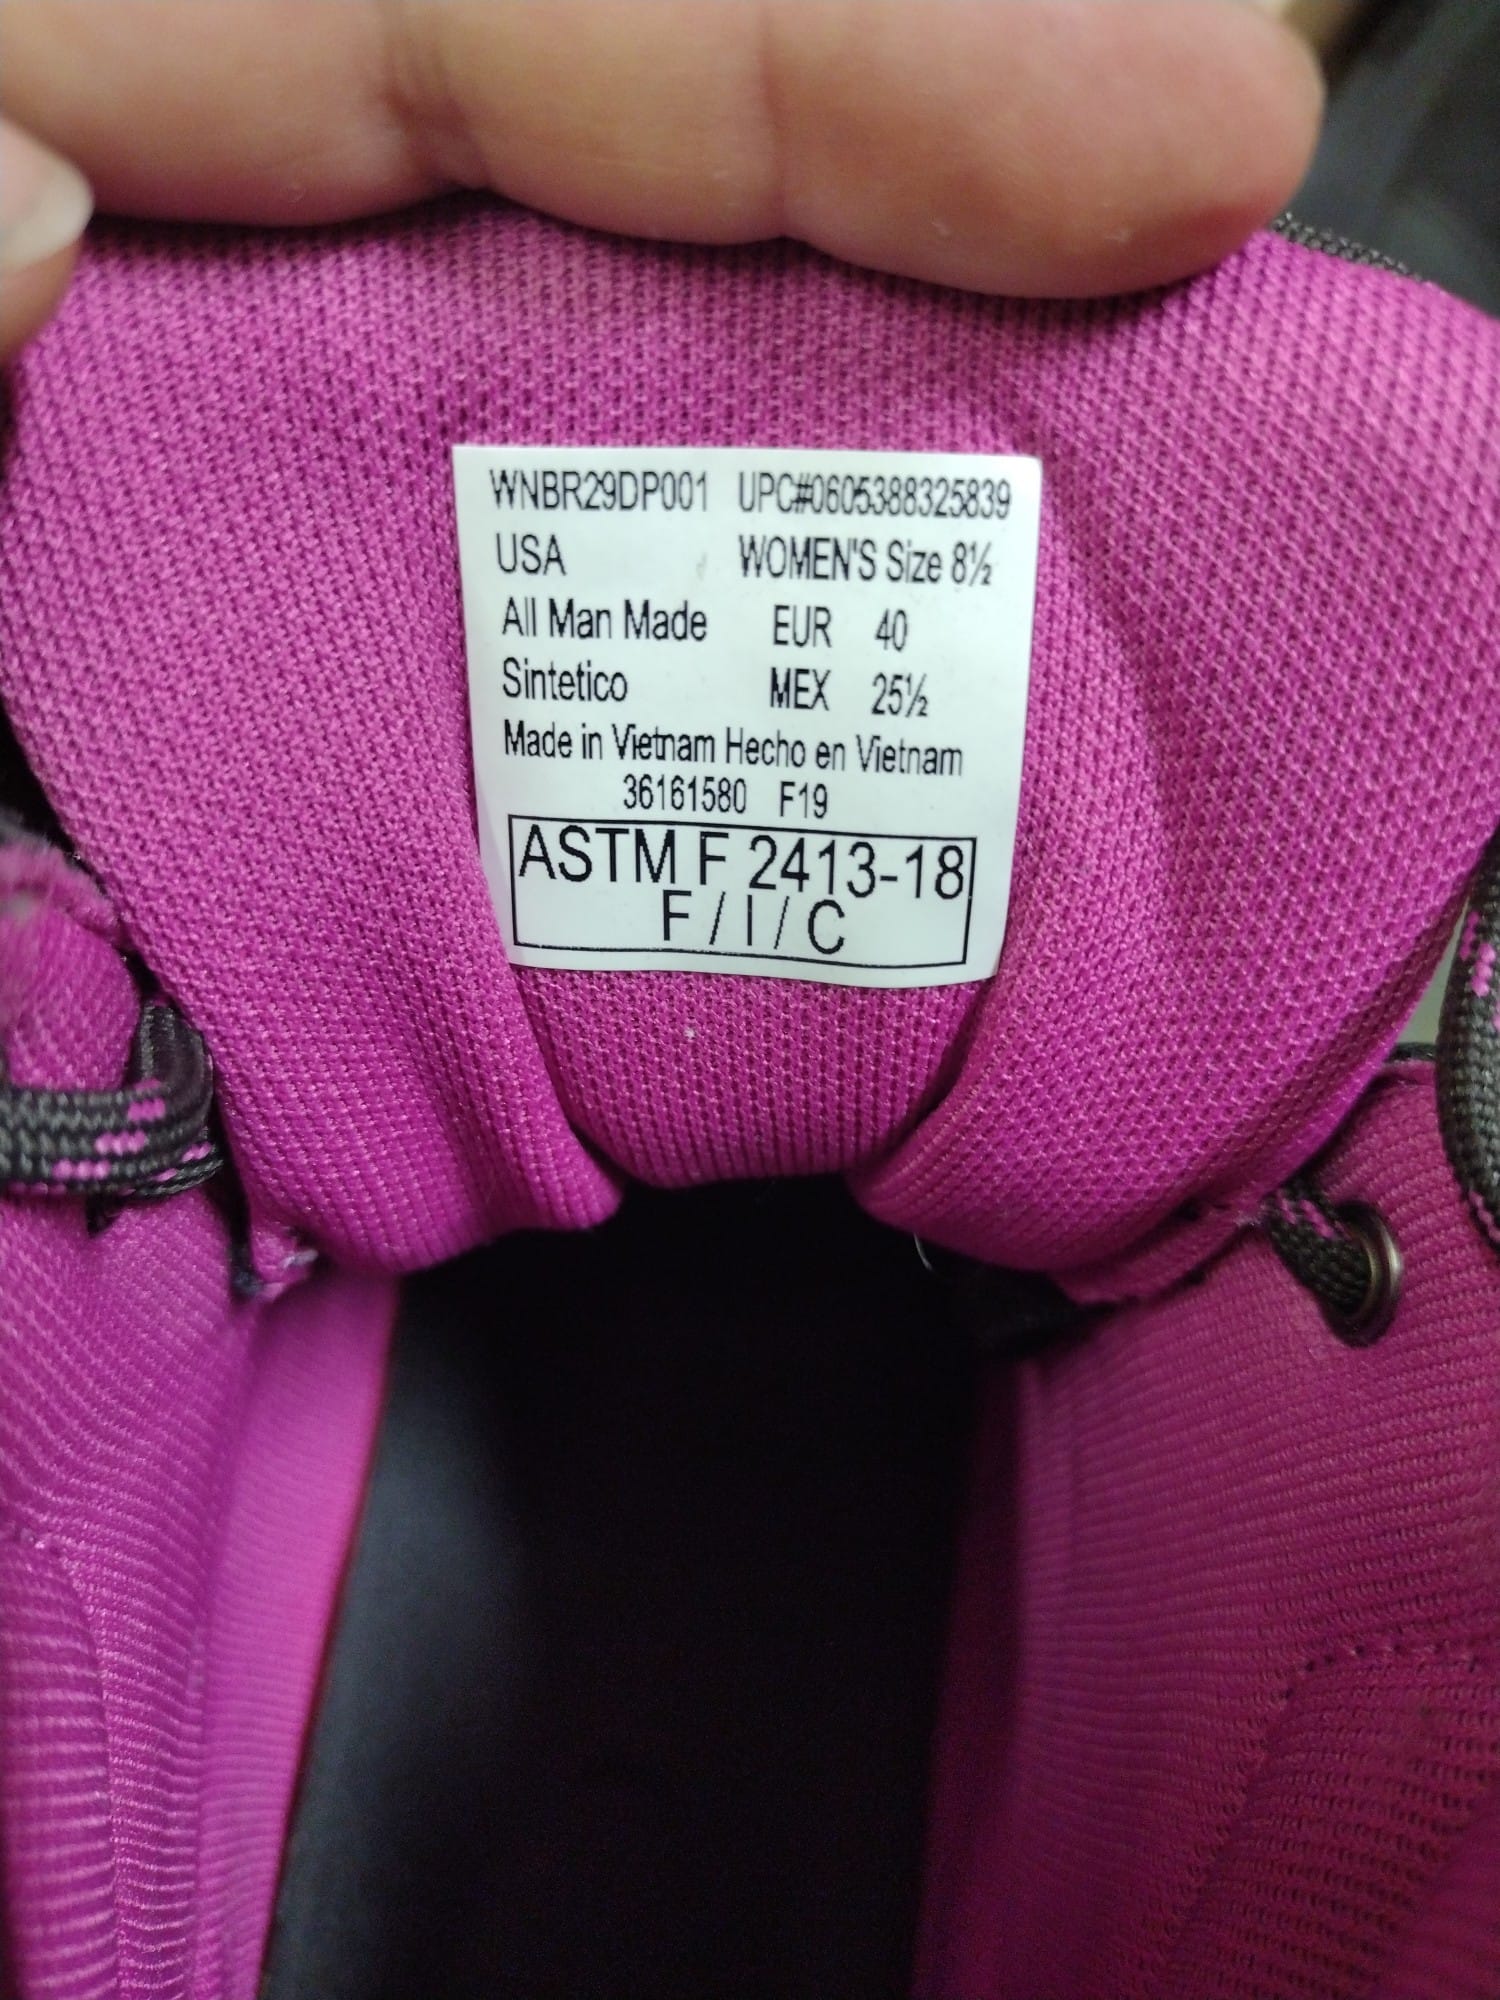 WNBR29DP001 UPC#0605388325839
USA WOMEN'S Size 8½
All Man Made EUR 40
Sintetico MEX 25½
Made in Vietnam Hecho en Vietnam
36161580 F19
ASTM F 2413-18
F / I / C